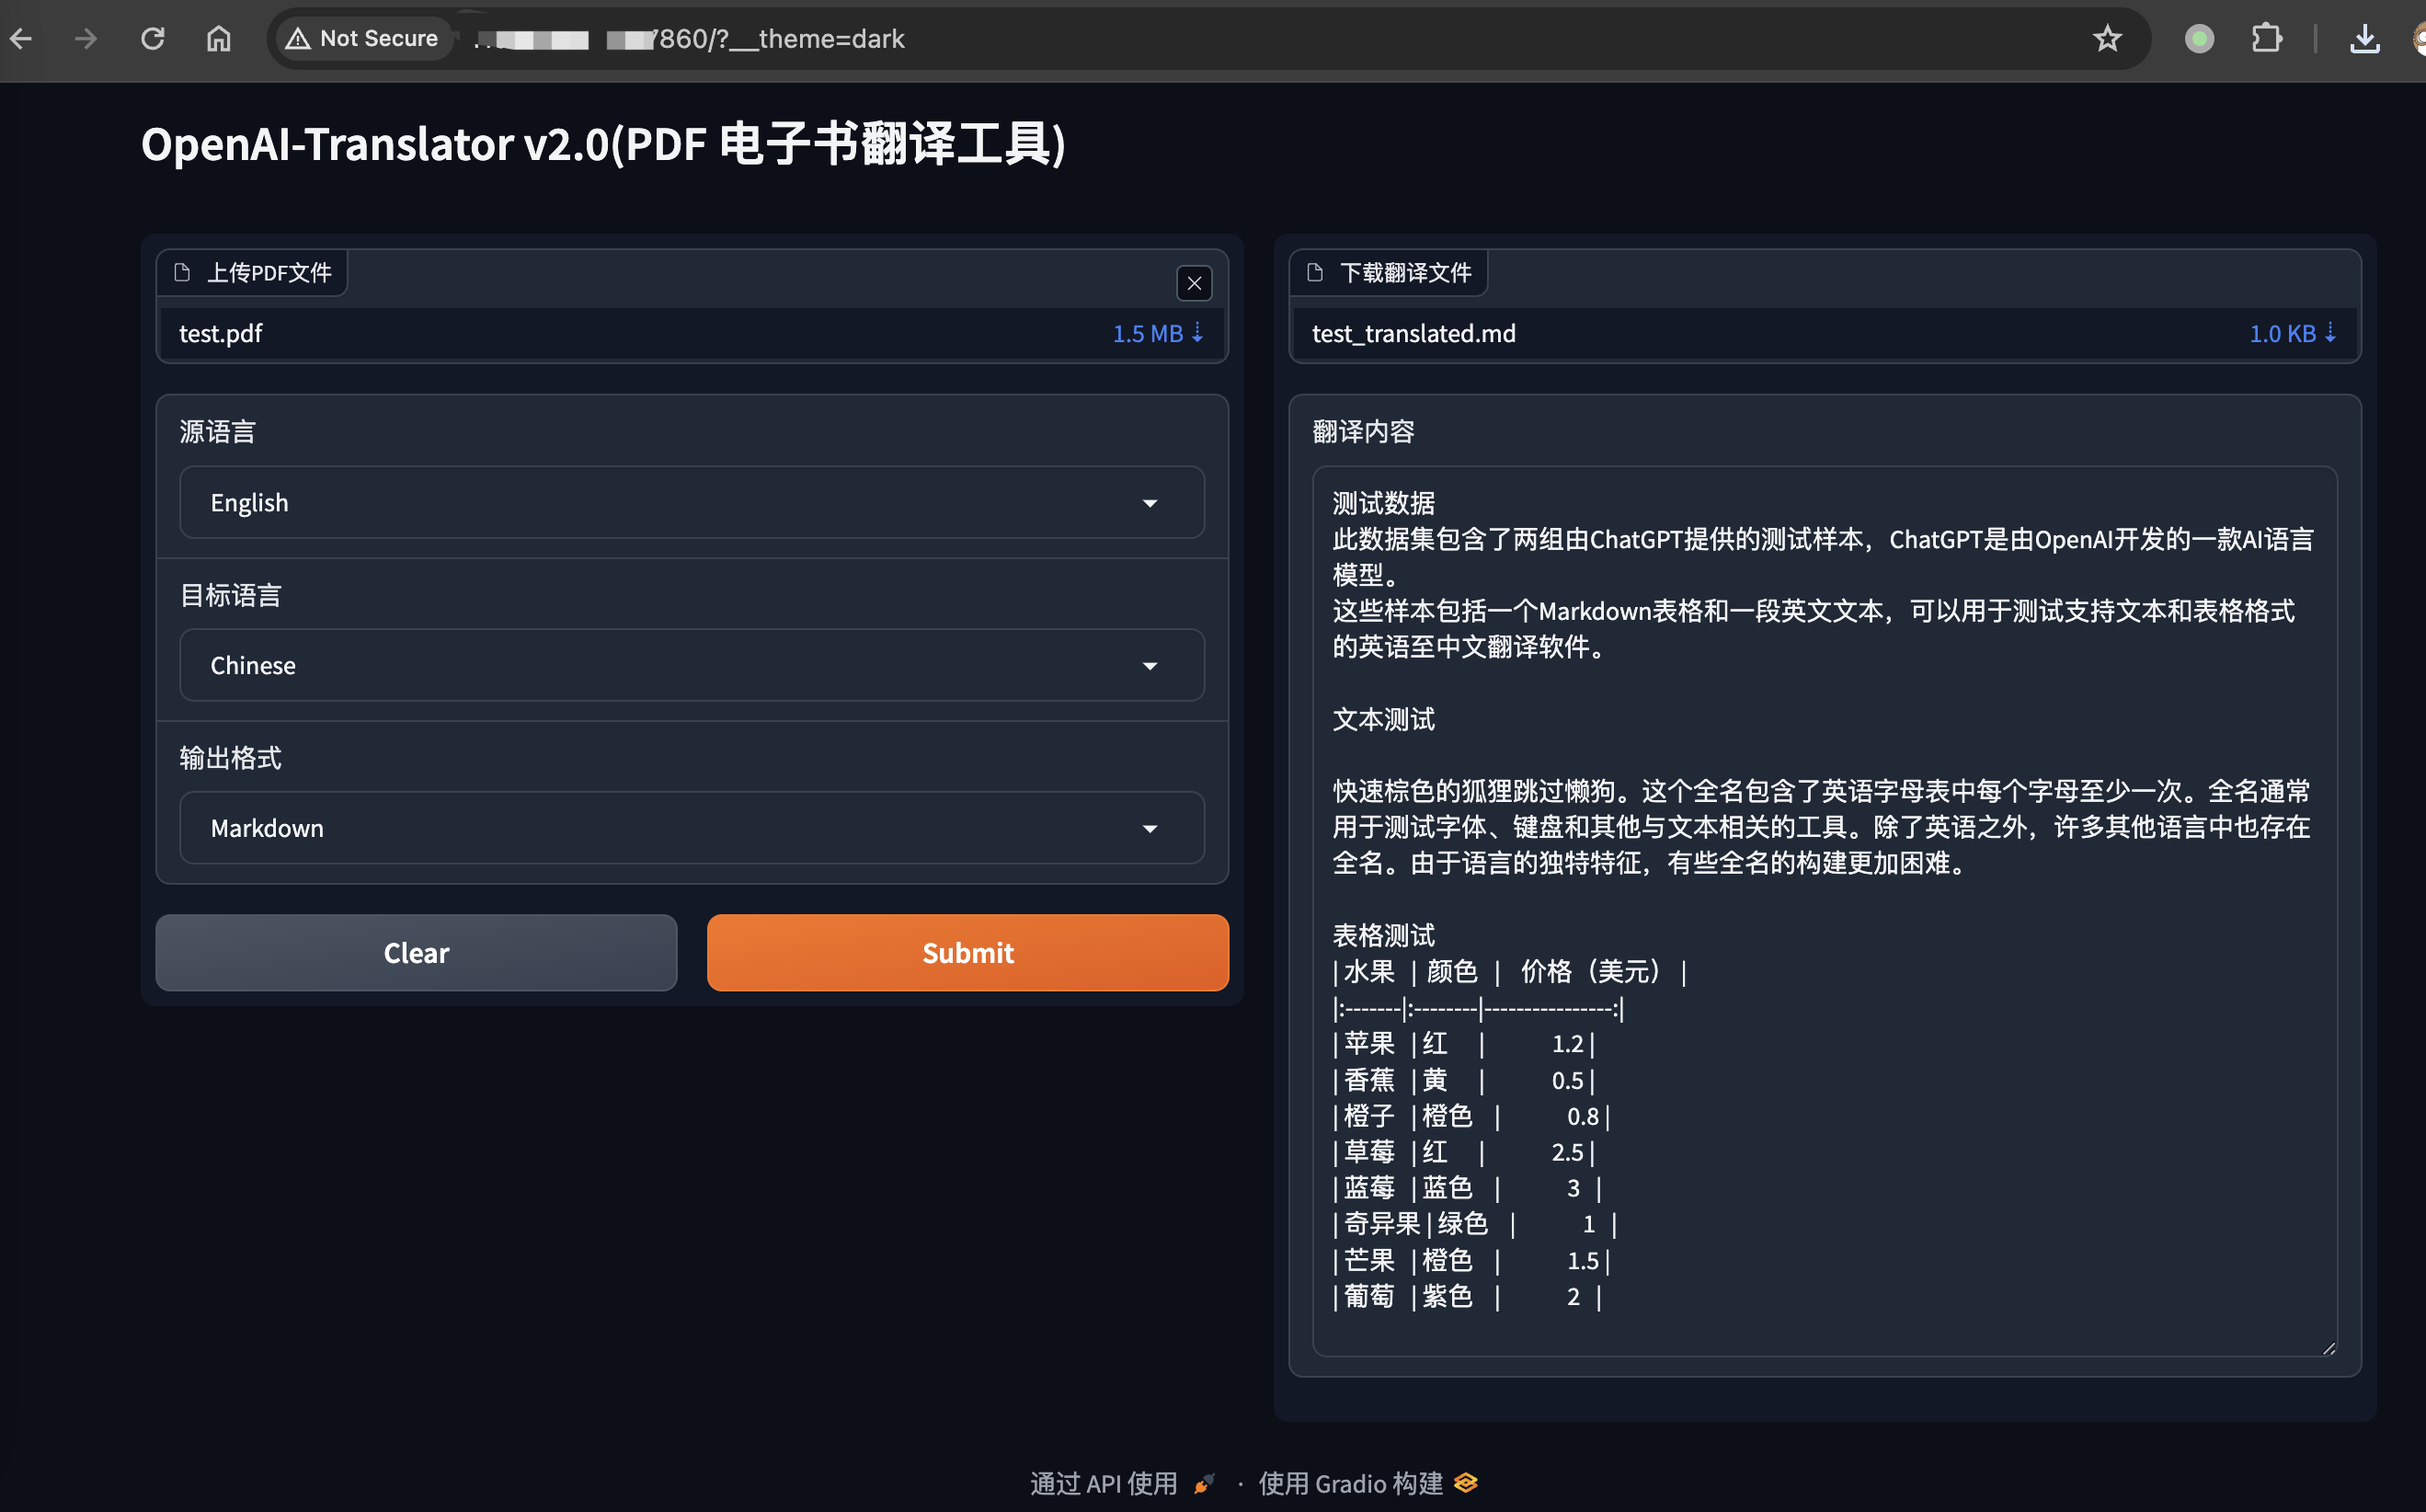 Not Secure
7860/?__theme=dark
OpenAI-Translator v2.0(PDF 电子书翻译工具)
上传PDF文件
test.pdf
1.5 MB ⇣
源语言
English
目标语言
Chinese
输出格式
Markdown
Clear
Submit
下载翻译文件
test_translated.md
1.0 KB ⇣
翻译内容
测试数据
此数据集包含了两组由ChatGPT提供的测试样本，ChatGPT是由OpenAI开发的一款AI语言
模型。
这些样本包括一个Markdown表格和一段英文文本，可以用于测试支持文本和表格格式
的英语至中文翻译软件。
文本测试
快速棕色的狐狸跳过懒狗。这个全名包含了英语字母表中每个字母至少一次。全名通常
用于测试字体、键盘和其他与文本相关的工具。除了英语之外，许多其他语言中也存在
全名。由于语言的独特特征，有些全名的构建更加困难。
表格测试
| 水果 | 颜色 | 价格（美元） |
|:-------|:--------|----------------:|
| 苹果 | 红 | 1.2 |
| 香蕉 | 黄 | 0.5 |
| 橙子 | 橙色 | 0.8 |
| 草莓 | 红 | 2.5 |
| 蓝莓 | 蓝色 | 3 |
| 奇异果 | 绿色 | 1 |
| 芒果 | 橙色 | 1.5 |
| 葡萄 | 紫色 | 2 |
通过 API 使用 · 使用 Gradio 构建